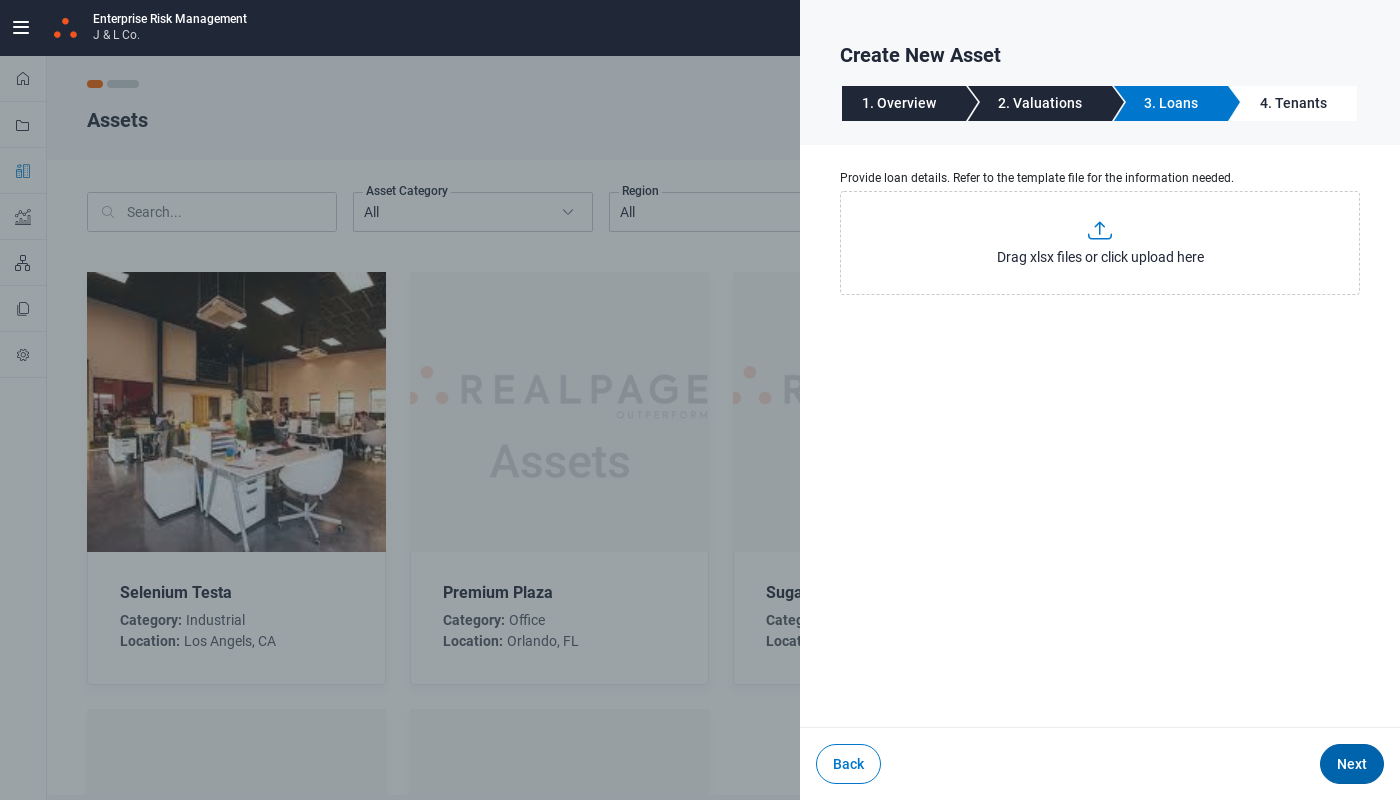 Enterprise Risk Management
J & L Co.
Assets
Search...
Asset Category
All
Region
All
REALPAGE
OUTPERFORM
Assets
R
Selenium Testa
Category: Industrial
Location: Los Angels, CA
Premium Plaza
Category: Office
Location: Orlando, FL
Suga
Categ
Locat
Create New Asset
1. Overview
2. Valuations
3. Loans
4. Tenants
Provide loan details. Refer to the template file for the information needed.
Drag xlsx files or click upload here
Back
Next